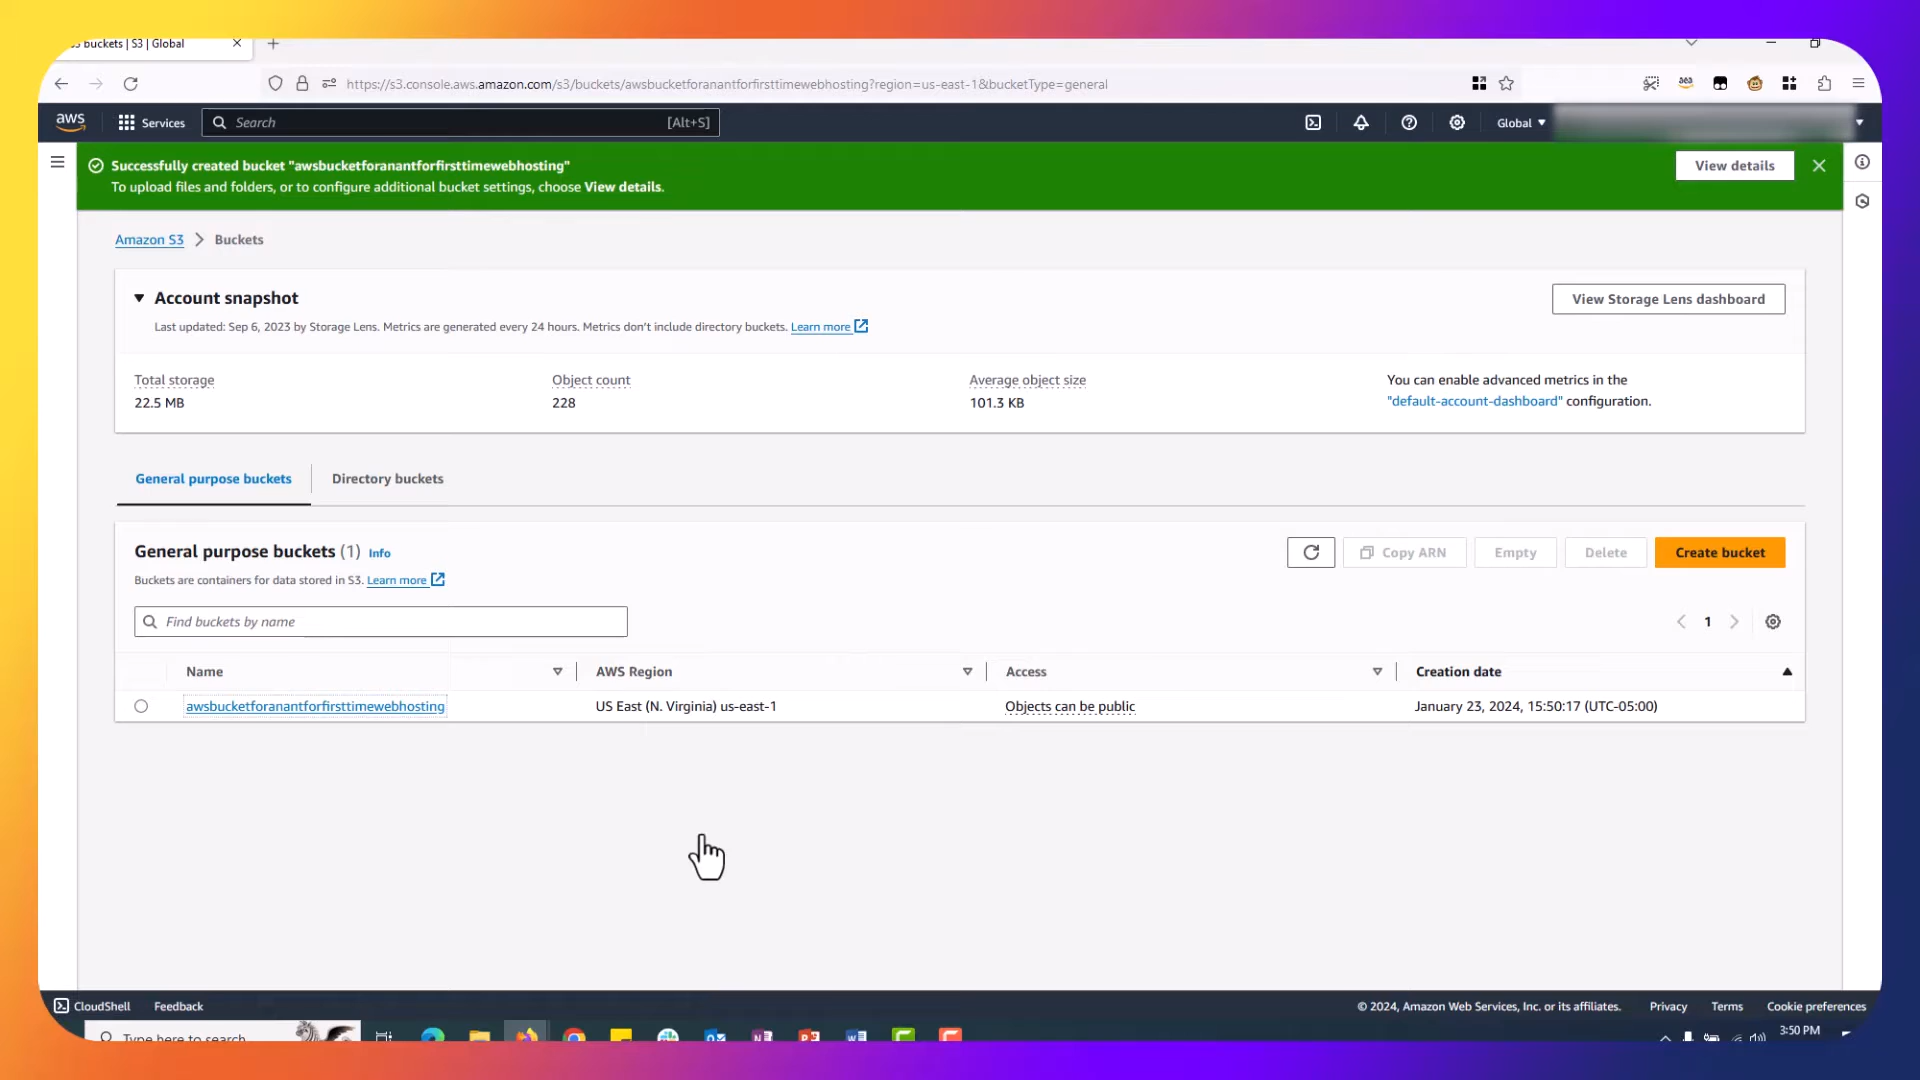 buckets | S3 | Global
https://s3.console.aws.amazon.com/s3/buckets/awsbucketforanantforfirsttimewebhosting?region=us-east-1&bucketType=general
aws
Services
Search
[Alt+S]
Global
Successfully created bucket "awsbucketforanantforfirsttimewebhosting"
To upload files and folders, or to configure additional bucket settings, choose View details.
View details
Amazon S3
Buckets
Account snapshot
View Storage Lens dashboard
Last updated: Sep 6, 2023 by Storage Lens. Metrics are generated every 24 hours. Metrics don't include directory buckets. Learn more
Total storage
22.5 MB
Object count
228
Average object size
101.3 KB
You can enable advanced metrics in the
"default-account-dashboard" configuration.
General purpose buckets
Directory buckets
General purpose buckets (1) Info
Buckets are containers for data stored in S3. Learn more
Copy ARN
Empty
Delete
Create bucket
Find buckets by name
1
Name
AWS Region
Access
Creation date
awsbucketforanantforfirsttimewebhosting
US East (N. Virginia) us-east-1
Objects can be public
January 23, 2024, 15:50:17 (UTC-05:00)
CloudShell
Feedback
© 2024, Amazon Web Services, Inc. or its affiliates.
Privacy
Terms
Cookie preferences
Type here to search
3:50 PM